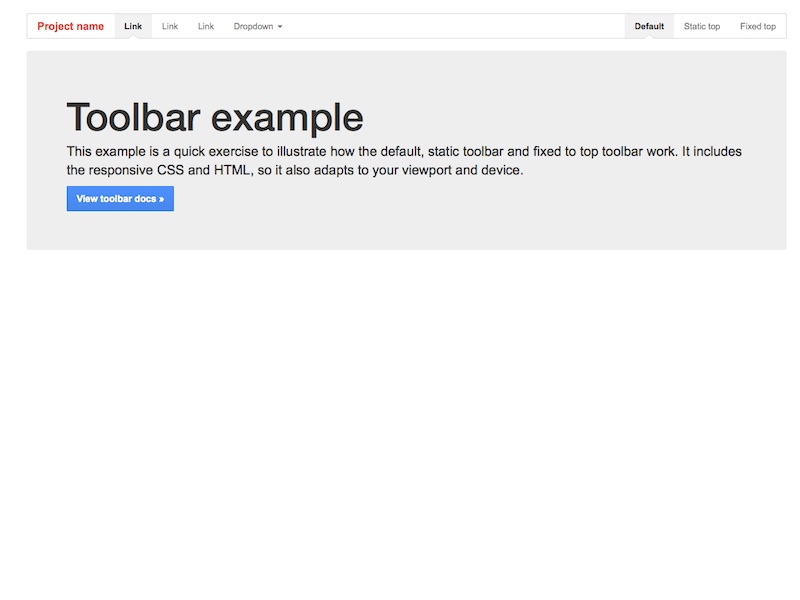 Project name Link Link Link Dropdown Default Static top Fixed top
Toolbar example
This example is a quick exercise to illustrate how the default, static toolbar and fixed to top toolbar work. It includes
the responsive CSS and HTML, so it also adapts to your viewport and device.
View toolbar docs »